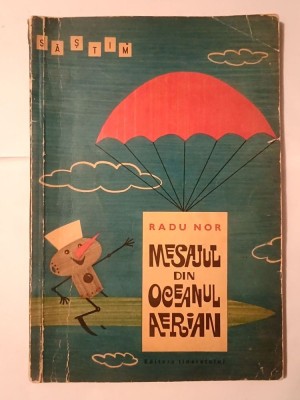 SĂ ȘTIM
RADU NOR
MESAJUL
DIN
OCEANUL
AERIAN
Editura tineretului